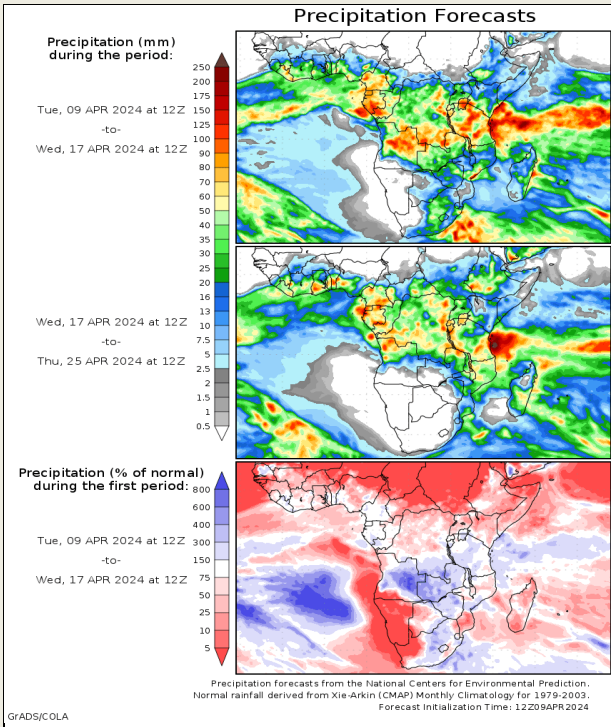 Precipitation Forecasts
Precipitation (mm)
during the period:
Tue, 09 APR 2024 at 12Z
-to-
Wed, 17 APR 2024 at 12Z
250
200
175
150
125
100
90
80
70
60
50
40
35
30
25
20
16
13
10
7.5
5
2.5
2
1.5
1
0.5
Wed, 17 APR 2024 at 12Z
-to-
Thu, 25 APR 2024 at 12Z
Precipitation (% of normal)
during the first period:
Tue, 09 APR 2024 at 12Z
-to-
Wed, 17 APR 2024 at 12Z
800
600
400
300
150
75
50
25
10
5
Precipitation forecasts from the National Centers for Environmental Prediction.
Normal rainfall derived from Xie-Arkin (CMAP) Monthly Climatology for 1979-2003.
Forecast Initialization Time: 12Z09APR2024
GrADS/COLA